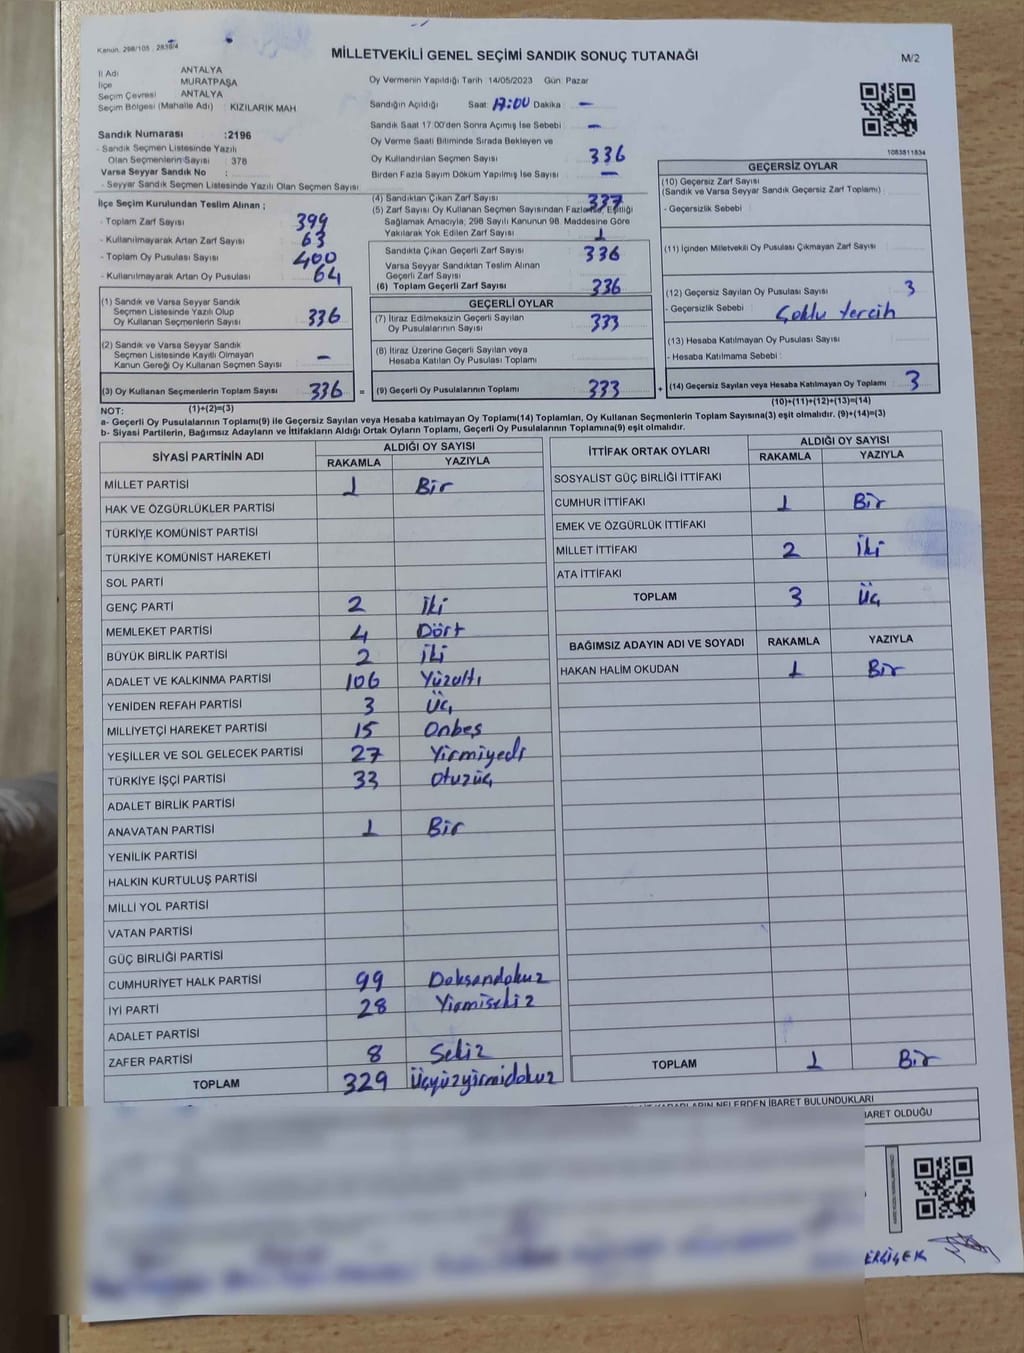 Kanun: 298/105 , 2839/4
MİLLETVEKİLİ GENEL SEÇİMİ SANDIK SONUÇ TUTANAĞI
M/2
İl Adı ANTALYA
İlçe MURATPAŞA
Seçim Çevresi ANTALYA
Seçim Bölgesi (Mahalle Adı) : KIZILARIK MAH
Sandık Numarası :2196
- Sandık Seçmen Listesinde Yazılı
Olan Seçmenlerin Sayısı : 378
Varsa Seyyar Sandık No :
- Seyyar Sandık Seçmen Listesinde Yazılı Olan Seçmen Sayısı
Oy Vermenin Yapıldığı Tarih :14/05/2023 Gün: Pazar
Sandığın Açıldığı Saat: 17:00 Dakika : –
Sandık Saat 17.00'den Sonra Açımış İse Sebebi : –
Oy Verme Saati Bitiminde Sırada Bekleyen ve
Oy Kullandırılan Seçmen Sayısı 336
Birden Fazla Sayım Döküm Yapılmış İse Sayısı –
1083811834
İlçe Seçim Kurulundan Teslim Alınan ;
- Toplam Zarf Sayısı 399
- Kullanılmayarak Artan Zarf Sayısı 63
- Toplam Oy Pusulası Sayısı 400
- Kullanılmayarak Artan Oy Pusulası 64
(1) Sandık ve Varsa Seyyar Sandık
Seçmen Listesinde Yazılı Olup
Oy Kullanan Seçmenlerin Sayısı 336
(2) Sandık ve Varsa Seyyar Sandık
Seçmen Listesinde Kayıtlı Olmayan
Kanun Gereği Oy Kullanan Seçmen Sayısı –
(3) Oy Kullanan Seçmenlerin Toplam Sayısı 336 =
(1)+(2)=(3)
(4) Sandıktan Çıkan Zarf Sayısı 337
(5) Zarf Sayısı Oy Kullanan Seçmen Sayısından Fazla İse, Eşitliği
Sağlamak Amacıyla; 298 Sayılı Kanunun 98. Maddesine Göre
Yakılarak Yok Edilen Zarf Sayısı 1
Sandıkta Çıkan Geçerli Zarf Sayısı 336
Varsa Seyyar Sandıktan Teslim Alınan
Geçerli Zarf Sayısı
(6) Toplam Geçerli Zarf Sayısı 336
GEÇERLİ OYLAR
(7) İtiraz Edilmeksizin Geçerli Sayılan
Oy Pusulalarının Sayısı 333
(8) İtiraz Üzerine Geçerli Sayılan veya
Hesaba Katılan Oy Pusulası Toplamı
(9) Geçerli Oy Pusulalarının Toplamı 333 +
GEÇERSİZ OYLAR
(10) Geçersiz Zarf Sayısı
(Sandık ve Varsa Seyyar Sandık Geçersiz Zarf Toplamı)
- Geçersizlik Sebebi
(11) İçinden Milletvekili Oy Pusulası Çıkmayan Zarf Sayısı
(12) Geçersiz Sayılan Oy Pusulası Sayısı 3
- Geçersizlik Sebebi : Çoklu tercih
(13) Hesaba Katılmayan Oy Pusulası Sayısı
- Hesaba Katılmama Sebebi :
(14) Geçersiz Sayılan veya Hesaba Katılmayan Oy Toplamı 3
(10)+(11)+(12)+(13)=(14)
NOT:
a- Geçerli Oy Pusulalarının Toplamı(9) ile Geçersiz Sayılan veya Hesaba katılmayan Oy Toplamı(14) Toplamları, Oy Kullanan Seçmenlerin Toplam Sayısına(3) eşit olmalıdır. (9)+(14)=(3)
b- Siyasi Partilerin, Bağımsız Adayların ve İttifakların Aldığı Ortak Oyların Toplamı, Geçerli Oy Pusulalarının Toplamına(9) eşit olmalıdır.
SİYASİ PARTİNİN ADI ALDIĞI OY SAYISI
RAKAMLA YAZIYLA
MİLLET PARTİSİ 1 Bir
HAK VE ÖZGÜRLÜKLER PARTİSİ
TÜRKİYE KOMÜNİST PARTİSİ
TÜRKİYE KOMÜNİST HAREKETİ
SOL PARTİ
GENÇ PARTİ 2 İki
MEMLEKET PARTİSİ 4 Dört
BÜYÜK BİRLİK PARTİSİ 2 İki
ADALET VE KALKINMA PARTİSİ 106 Yüzaltı
YENİDEN REFAH PARTİSİ 3 Üç
MİLLİYETÇİ HAREKET PARTİSİ 15 Onbeş
YEŞİLLER VE SOL GELECEK PARTİSİ 27 Yirmiyedi
TÜRKİYE İŞÇİ PARTİSİ 33 Otuzüç
ADALET BİRLİK PARTİSİ
ANAVATAN PARTİSİ 1 Bir
YENİLİK PARTİSİ
HALKIN KURTULUŞ PARTİSİ
MİLLİ YOL PARTİSİ
VATAN PARTİSİ
GÜÇ BİRLİĞİ PARTİSİ
CUMHURİYET HALK PARTİSİ 99 Doksandokuz
İYİ PARTİ 28 Yirmisekiz
ADALET PARTİSİ
ZAFER PARTİSİ 8 Sekiz
TOPLAM 329 Üçyüzyirmidokuz
İTTİFAK ORTAK OYLARI ALDIĞI OY SAYISI
RAKAMLA YAZIYLA
SOSYALİST GÜÇ BİRLİĞİ İTTİFAKI
CUMHUR İTTİFAKI 1 Bir
EMEK VE ÖZGÜRLÜK İTTİFAKI
MİLLET İTTİFAKI 2 İki
ATA İTTİFAKI
TOPLAM 3 Üç
BAĞIMSIZ ADAYIN ADI VE SOYADI RAKAMLA YAZIYLA
HAKAN HALİM OKUDAN 1 Bir
TOPLAM 1 Bir
NELERDEN İBARET BULUNDUKLARI
OLDUĞU